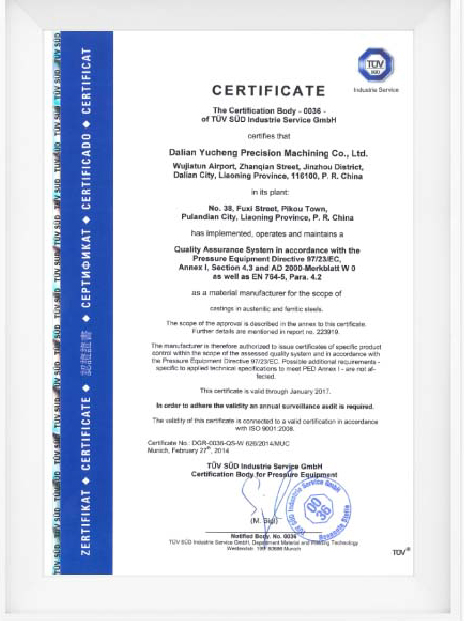 TÜV
SÜD
Industrie Service
ZERTIFIKAT ◆ CERTIFICATE ◆ 認證證書 ◆ СЕРТИФИКАТ ◆ CERTIFICADO ◆ CERTIFICAT
CERTIFICATE
The Certification Body - 0036 -
of TÜV SÜD Industrie Service GmbH
certifies that
Dalian Yucheng Precision Machining Co., Ltd.
Wujiatun Airport, Zhanqian Street, Jinzhou District,
Dalian City, Liaoning Province, 116100, P. R. China
in its plant:
No. 38, Fuxi Street, Pikou Town,
Pulandian City, Liaoning Province, P. R. China
has implemented, operates and maintains a
Quality Assurance System in accordance with the
Pressure Equipment Directive 97/23/EC,
Annex I, Section 4.3 and AD 2000-Merkblatt W 0
as well as EN 764-5, Para. 4.2
as a material manufacturer for the scope of
castings in austenitic and ferritic steels.
The scope of the approval is described in the annex to this certificate.
Further details are mentioned in report no. 223919.
The manufacturer is therefore authorized to issue certificates of specific product
control within the scope of the assessed quality system and in accordance with
the Pressure Equipment Directive 97/23/EC. Possible additional requirements -
specific to applied technical specifications to meet PED Annex I - are not af-
fected.
This certificate is valid through January 2017.
In order to adhere the validity an annual surveillance audit is required.
The validity of this certificate is connected to a valid certification in accordance
with ISO 9001:2008.
Certificate No.: DGR-0036-QS-W 626/2014/MUC
Munich, February 27th, 2014
TÜV SÜD Industrie Service GmbH
Certification Body for Pressure Equipment
0036
Notified Body, No. 0036
TÜV SÜD Industrie Service GmbH, Department Material and Welding Technology
Westendstr. 199 80686 Munich
TÜV®